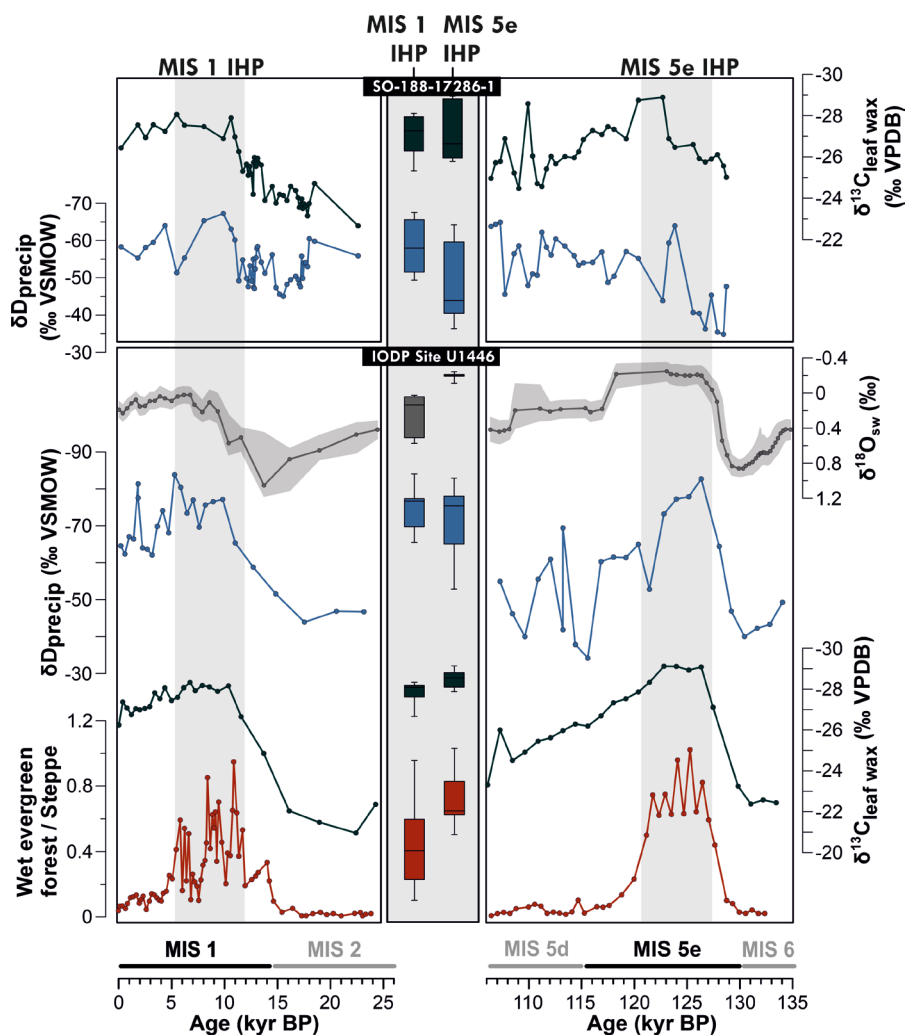 MIS 1 MIS 5e
IHP IHP
MIS 1 IHP
MIS 5e IHP
SO-188-17286-1
-30
-28
-26
-24
-22
δ13Cleaf wax
(‰ VPDB)
-70
-60
-50
-40
-30
δDprecip
(‰ VSMOW)
IODP Site U1446
-0.4
0
0.4
0.8
1.2
δ18Osw (‰)
-90
-70
-50
-30
δDprecip (‰ VSMOW)
-30
-28
-26
-24
-22
-20
δ13Cleaf wax (‰ VPDB)
1.2
0.8
0.4
0
Wet evergreen
forest / Steppe
MIS 1
MIS 2
MIS 5d
MIS 5e
MIS 6
0 5 10 15 20 25
110 115 120 125 130 135
Age (kyr BP)
Age (kyr BP)